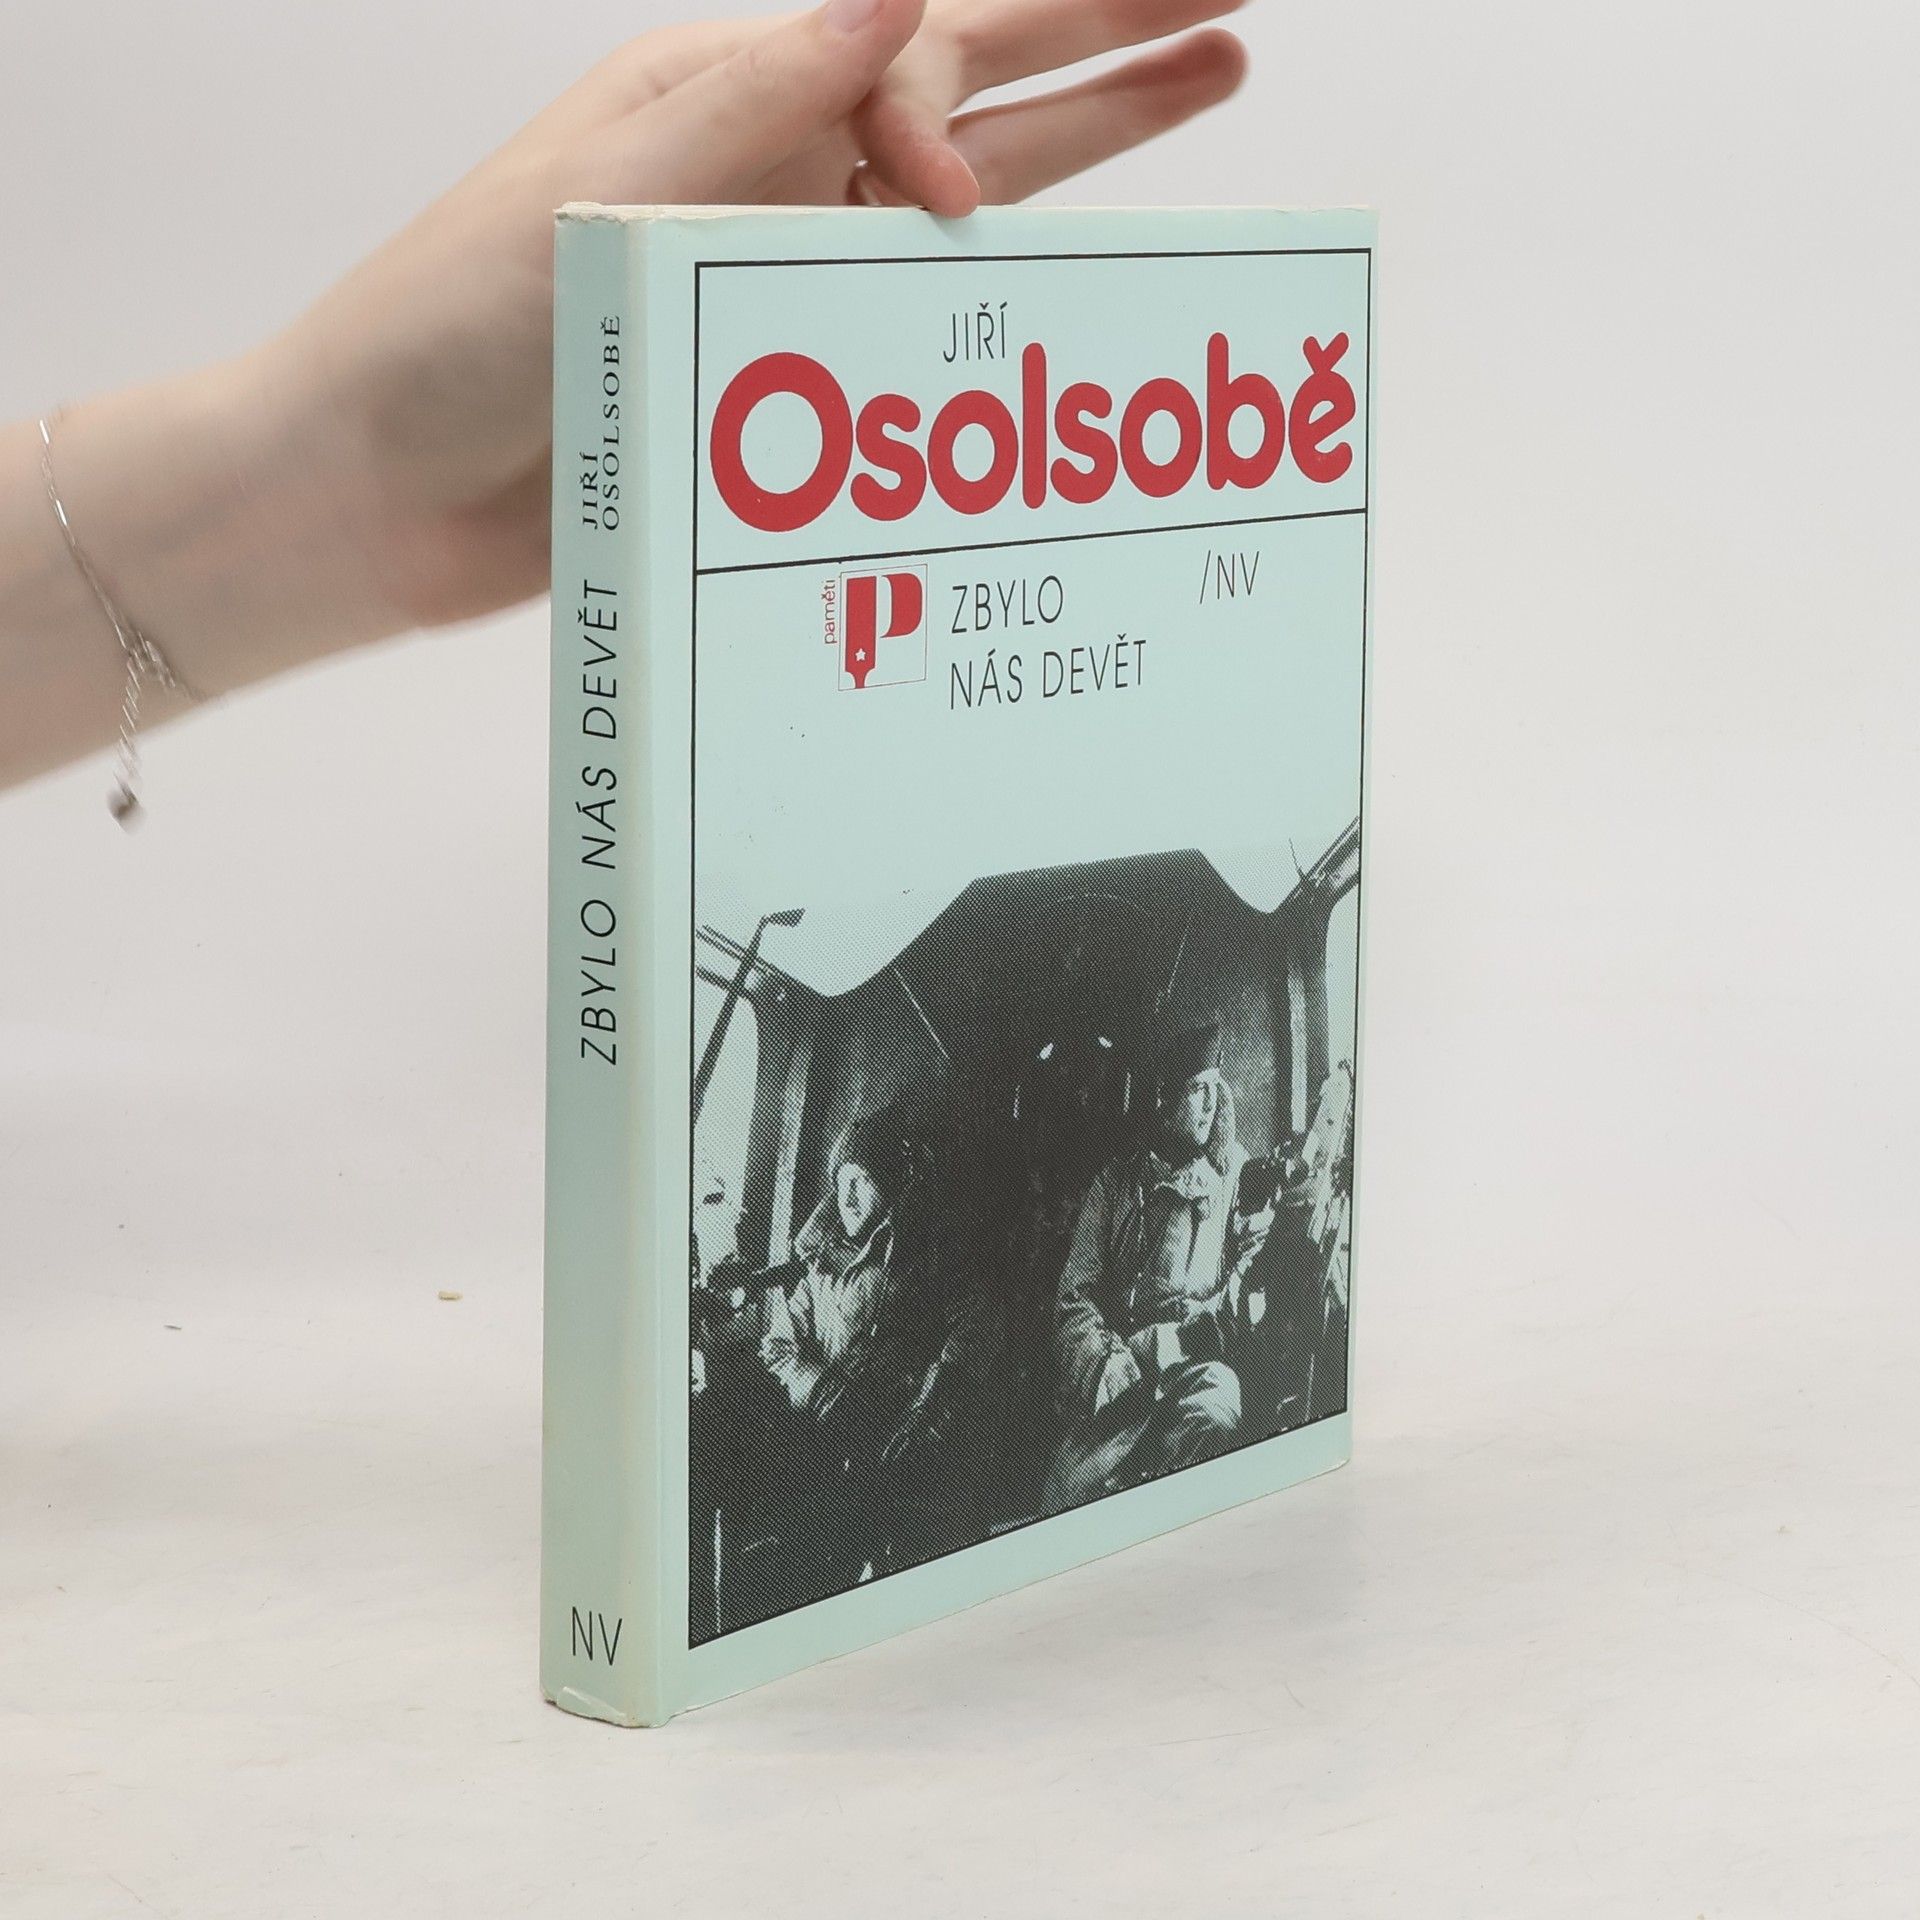 JIŘÍ
Osolsobě
paměti
P
ZBYLO
NÁS DEVĚT
/NV
ZBYLO NÁS DEVĚT
JIŘÍ
OSOLSOBĚ
NV